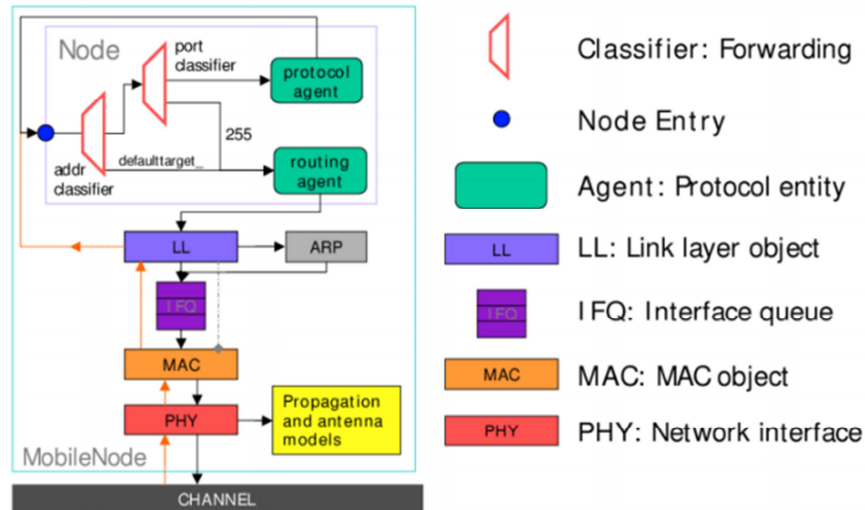 Node
port
classifier
protocol
agent
255
defaulttarget_
addr
classifier
routing
agent
LL
ARP
IFQ
MAC
PHY
Propagation
and antenna
models
MobileNode
CHANNEL
Classifier: Forwarding
Node Entry
Agent: Protocol entity
LL
LL: Link layer object
IFQ
IFQ: Interface queue
MAC
MAC: MAC object
PHY
PHY: Network interface